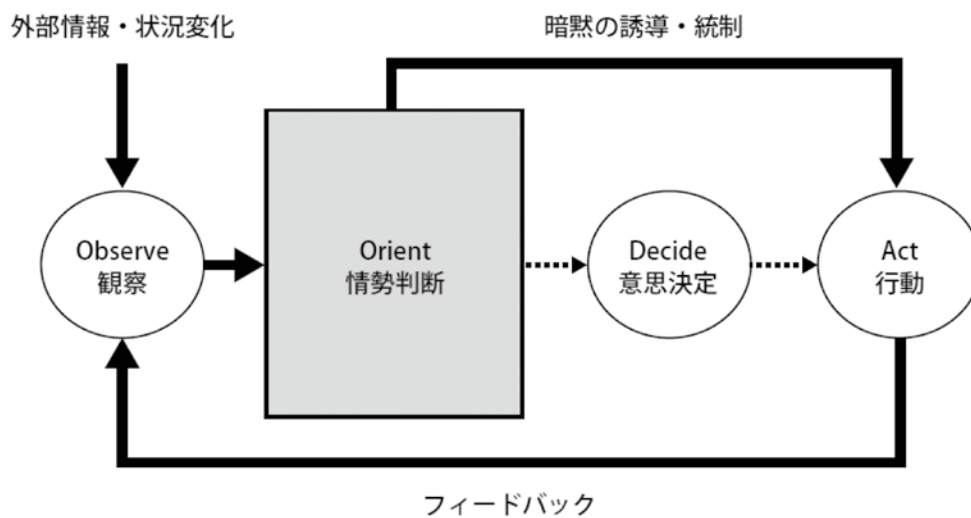 外部情報・状況変化
暗黙の誘導・統制
Observe
観察
Orient
情勢判断
Decide
意思決定
Act
行動
フィードバック